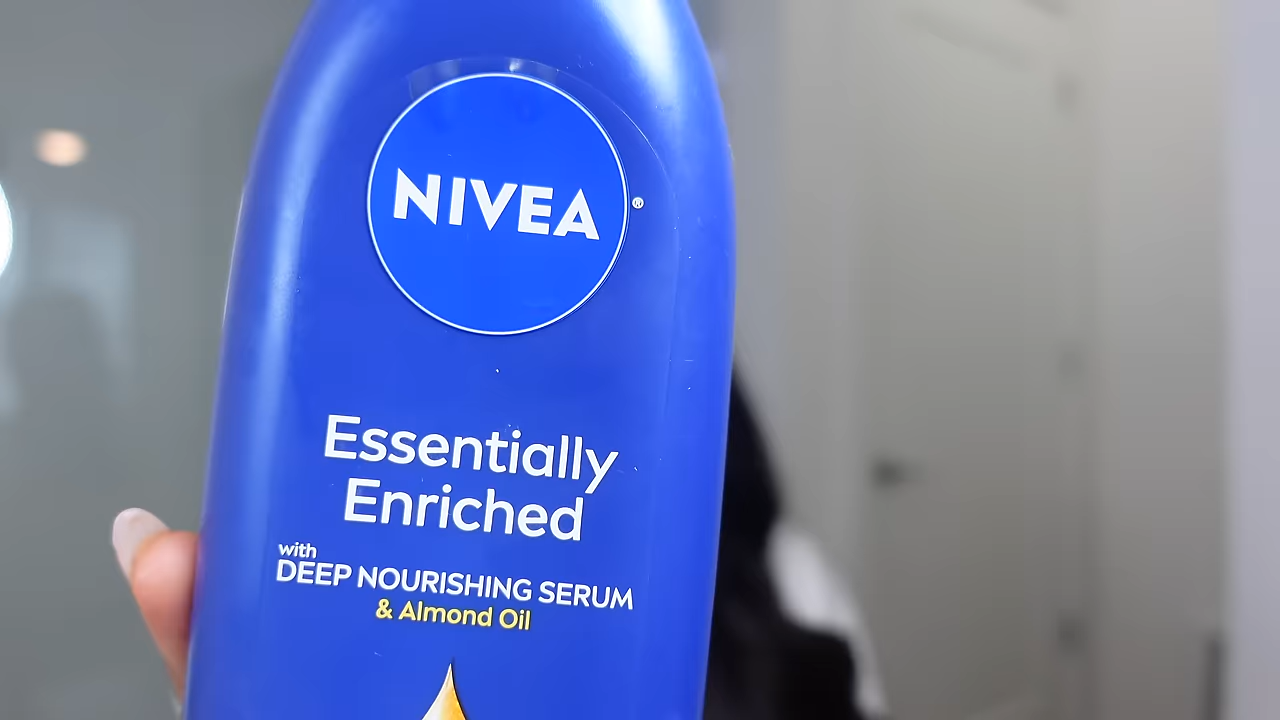 NIVEA
®
Essentially
Enriched
with
DEEP NOURISHING SERUM
& Almond Oil